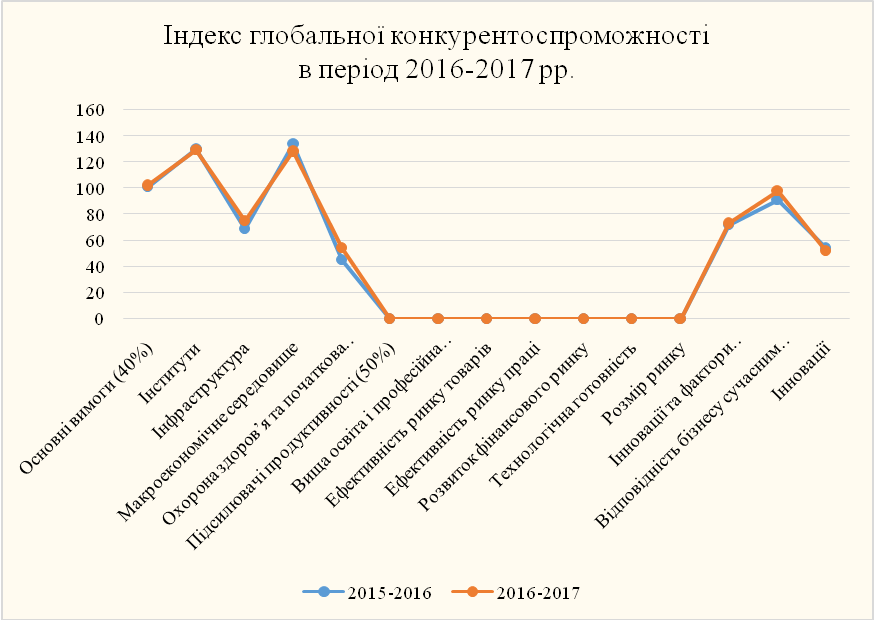 Індекс глобальної конкурентоспроможності
в період 2016-2017 рр.
160
140
120
100
80
60
40
20
0
Основні вимоги (40%)
Інститути
Інфраструктура
Макроекономічне середовище
Охорона здоров'я та початкова..
Підсилювачі продуктивності (50%)
Вища освіта і професійна..
Ефективність ринку товарів
Ефективність ринку праці
Розвиток фінансового ринку
Технологічна готовність
Розмір ринку
Інновації та фактори..
Відповідність бізнесу сучасним..
Інновації
2015-2016
2016-2017